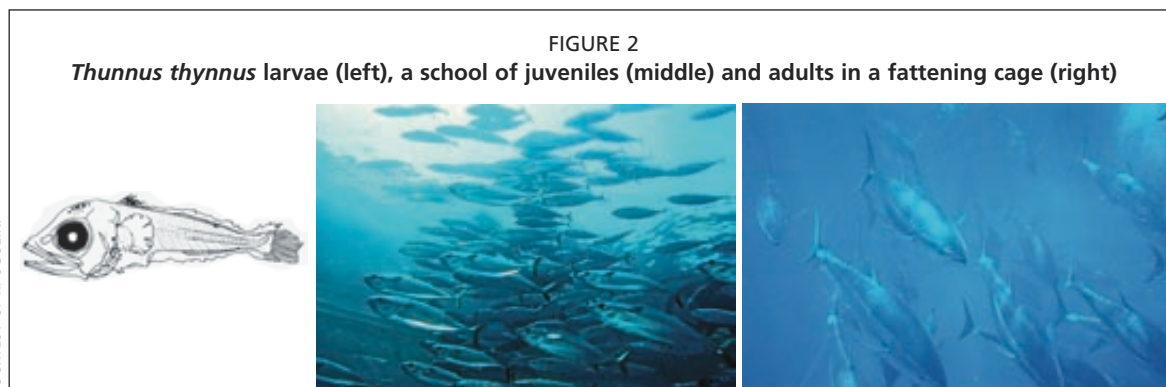 FIGURE 2
Thunnus thynnus larvae (left), a school of juveniles (middle) and adults in a fattening cage (right)